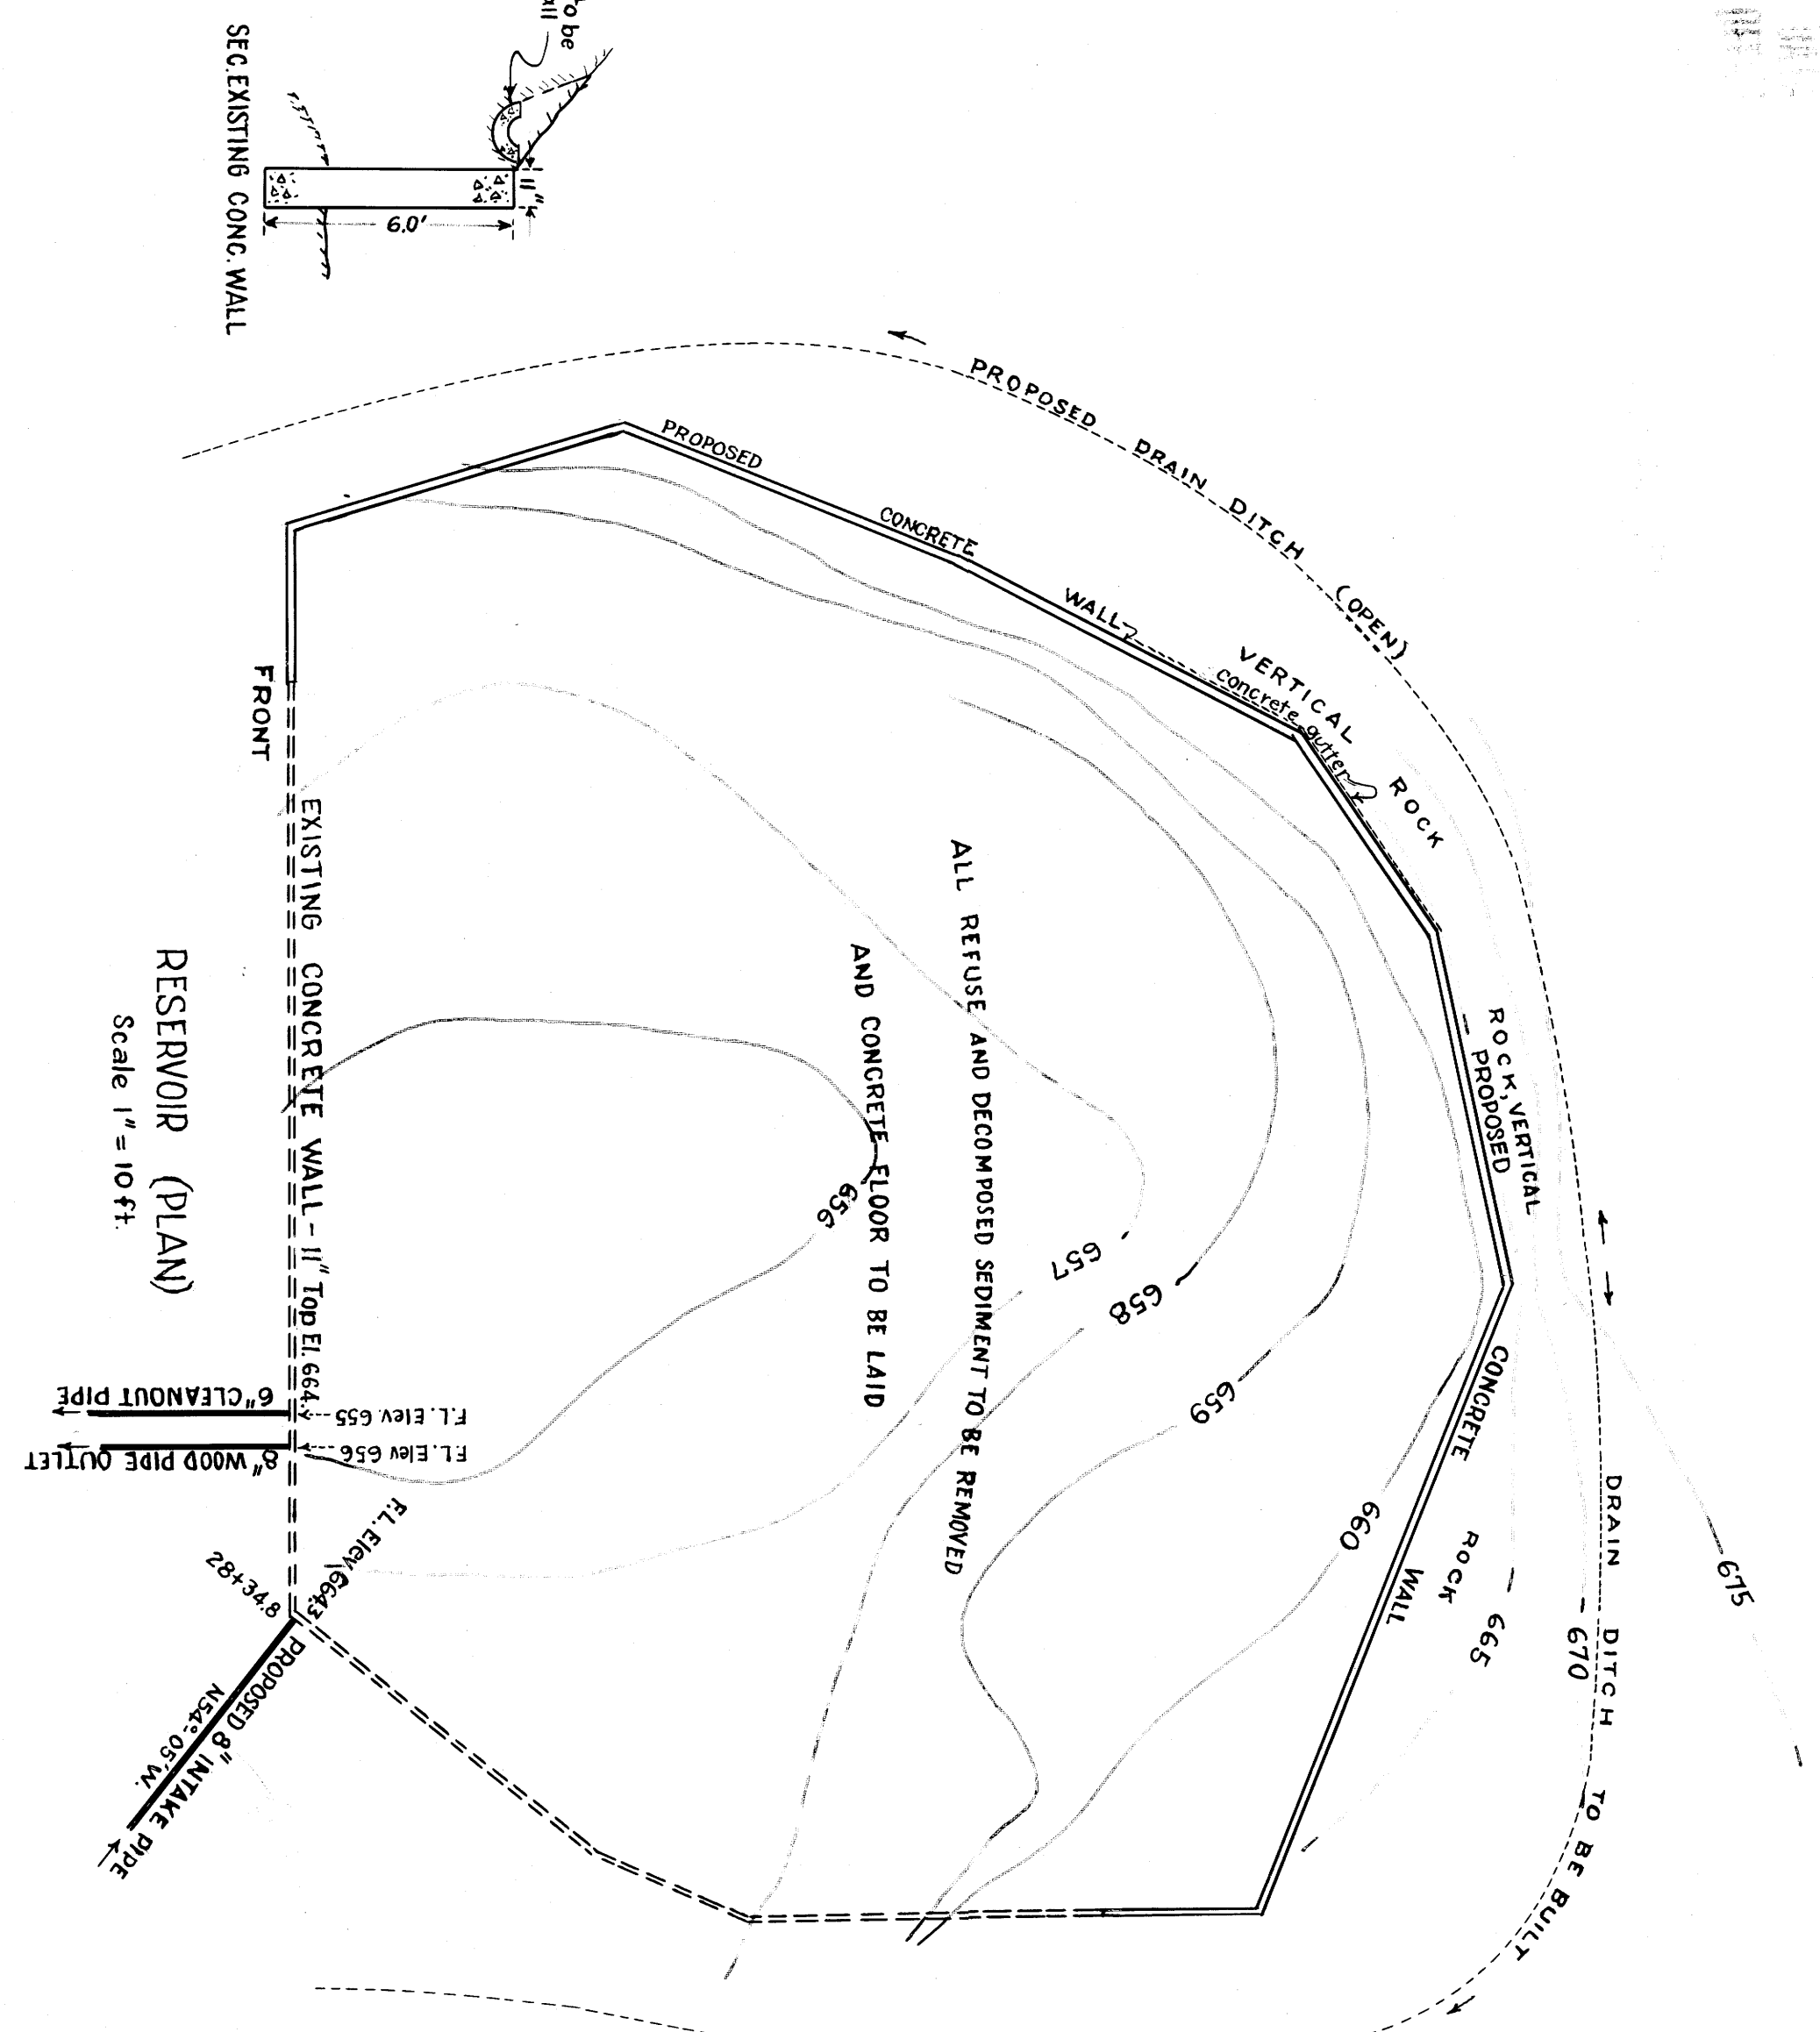 o be
all
SEC. EXISTING CONC. WALL
11"
6.0'
PROPOSED DRAIN DITCH (OPEN)
PROPOSED CONCRETE WALL
VERTICAL ROCK
concrete gutter
ROCK, VERTICAL
PROPOSED
CONCRETE WALL
ROCK
DRAIN DITCH TO BE BUILT
675
670
665
660
659
658
657
656
ALL REFUSE AND DECOMPOSED SEDIMENT TO BE REMOVED
AND CONCRETE FLOOR TO BE LAID
EXISTING CONCRETE WALL - 11" Top El. 664.
FRONT
RESERVOIR (PLAN)
Scale 1" = 10 ft.
F.L. Elev. 655
6" CLEANOUT PIPE
F.L. Elev 656
8" WOOD PIPE OUTLET
F.L. Elev. 664.3
28+34.8
PROPOSED 8" INTAKE PIPE
N54°-05'W.